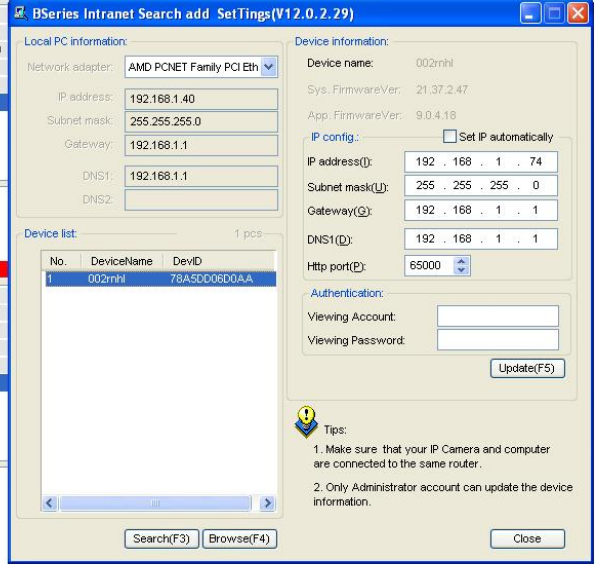 BSeries Intranet Search add SetTings(V12.0.2.29)
Local PC information:
Network adapter: AMD PCNET Family PCI Eth
IP address: 192.168.1.40
Subnet mask: 255.255.255.0
Gateway: 192.168.1.1
DNS1: 192.168.1.1
DNS2:
Device list: 1 pcs
No. DeviceName DevID
1 002rnhl 78A5DD06D0AA
Search(F3) Browse(F4)
Device information:
Device name: 002rnhl
Sys. FirmwareVer: 21.37.2.47
App. FirmwareVer: 9.0.4.18
IP config.: Set IP automatically
IP address(I): 192 . 168 . 1 . 74
Subnet mask(U): 255 . 255 . 255 . 0
Gateway(G): 192 . 168 . 1 . 1
DNS1(D): 192 . 168 . 1 . 1
Http port(P): 65000
Authentication:
Viewing Account:
Viewing Password:
Update(F5)
Tips:
1. Make sure that your IP Camera and computer
are connected to the same router.
2. Only Administrator account can update the device
information.
Close